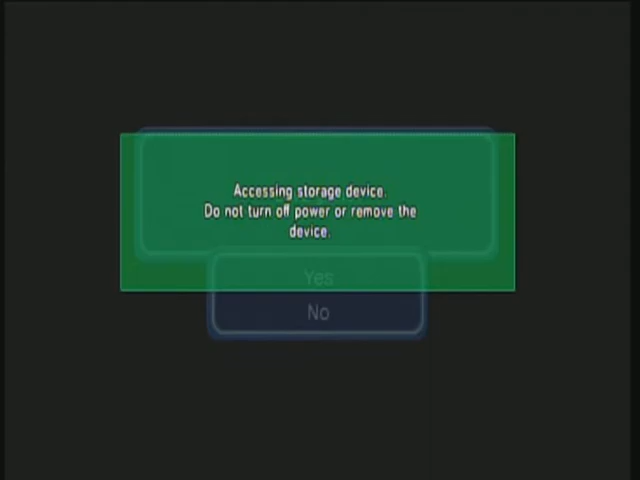 Accessing storage device.
Do not turn off power or remove the
device.
Yes
No